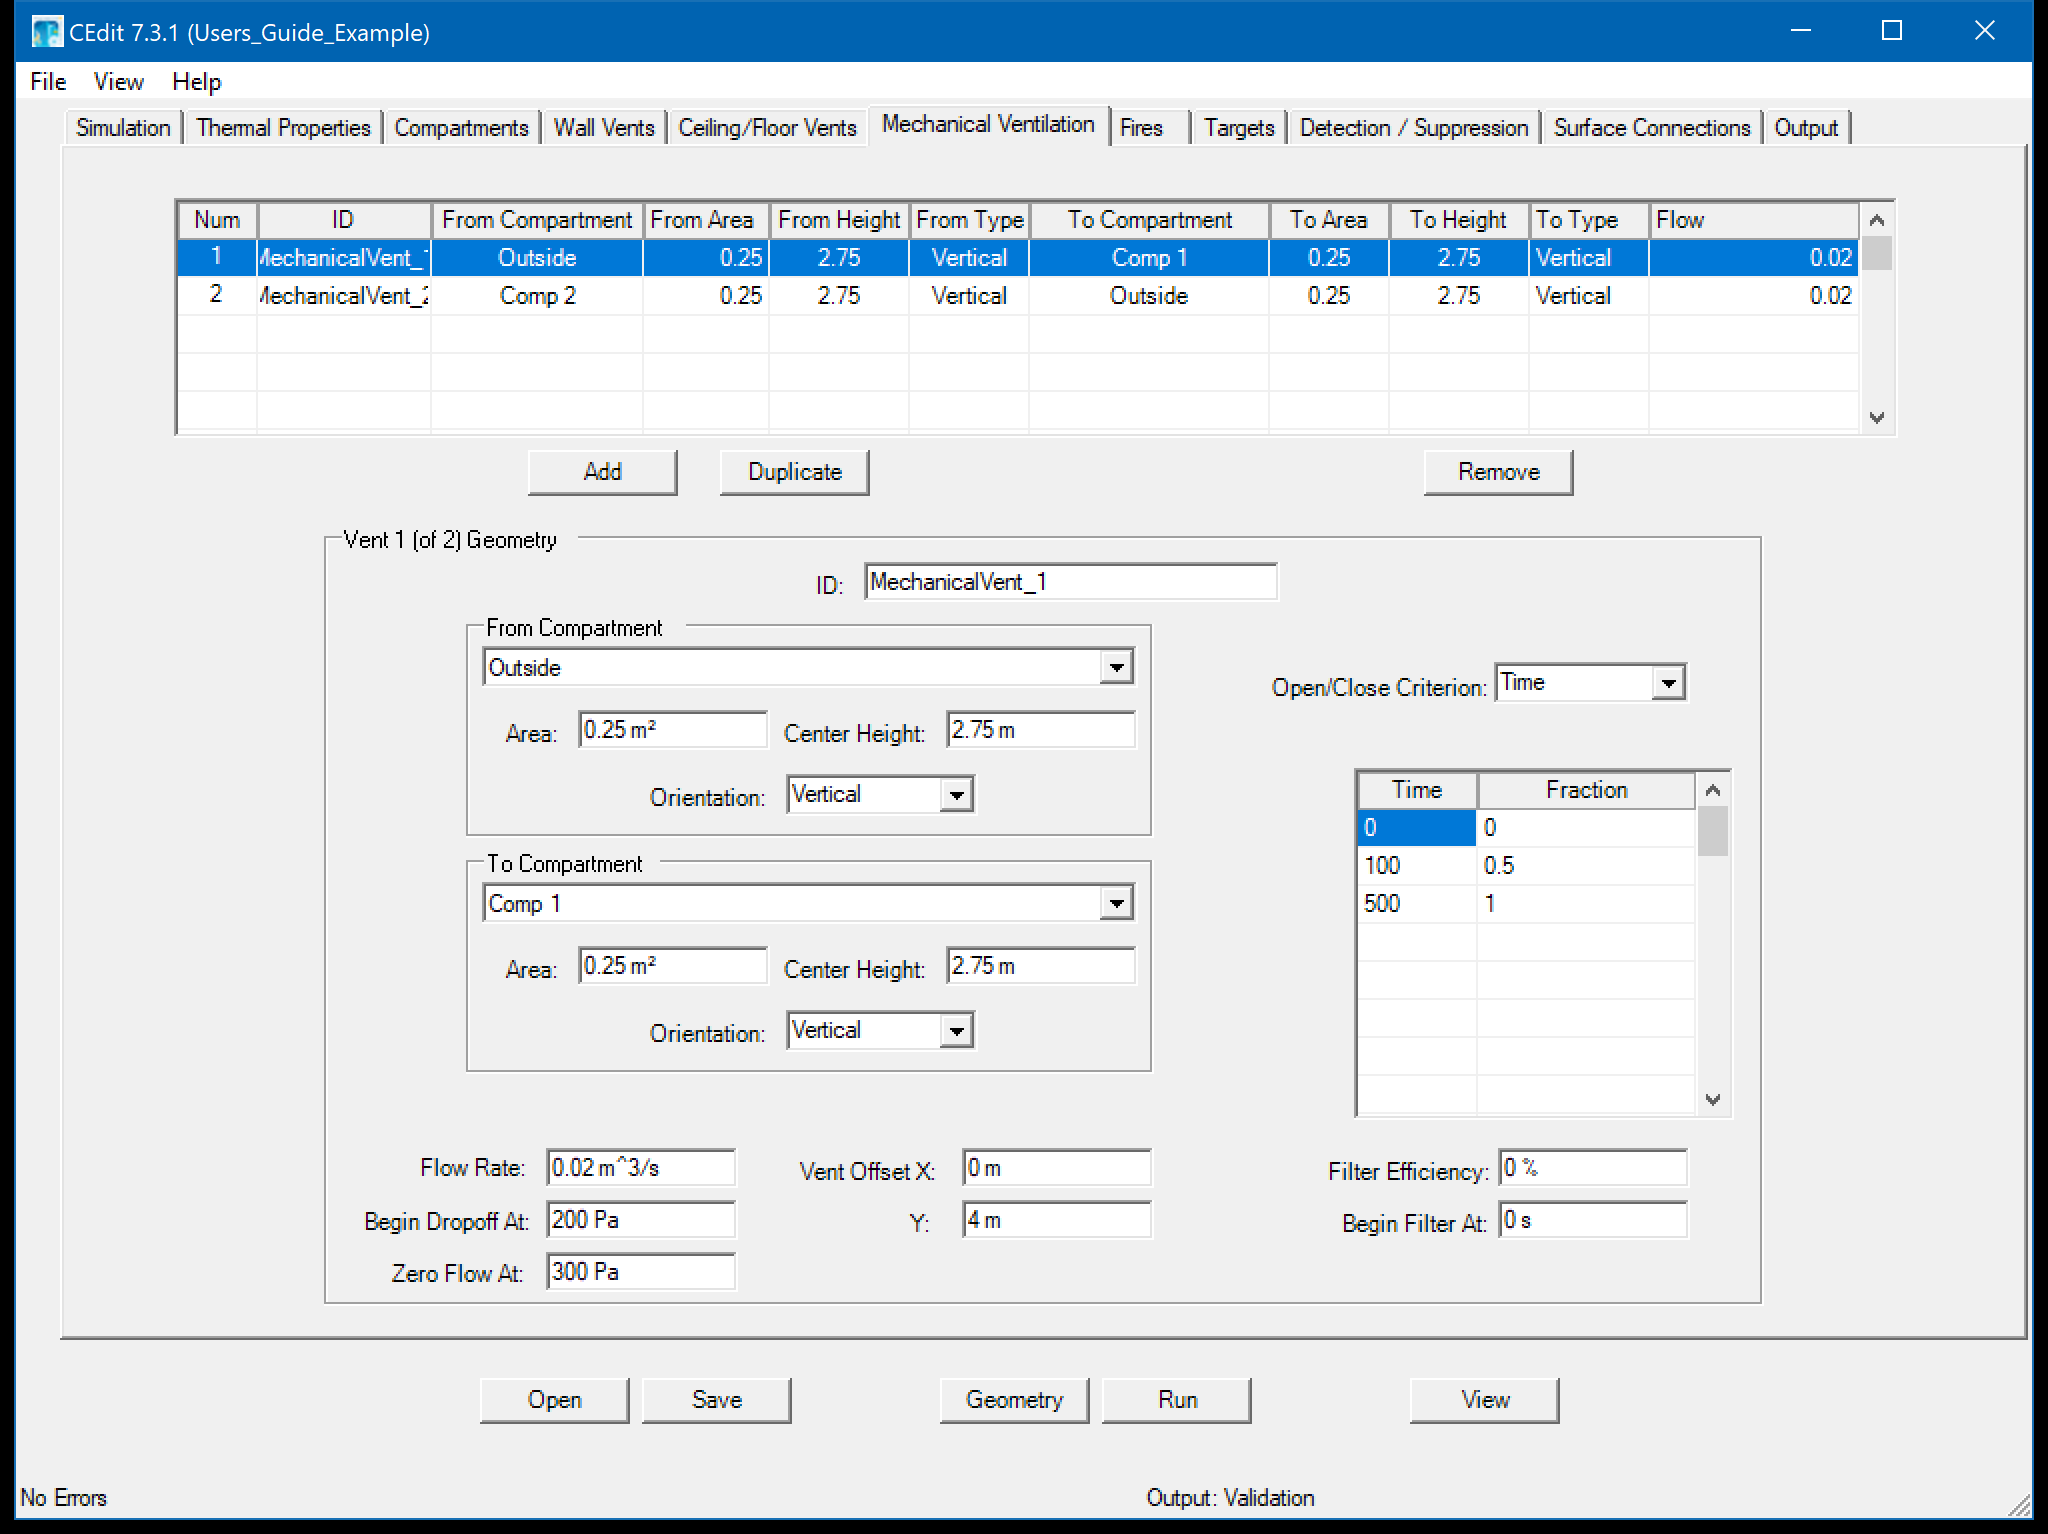 CEdit 7.3.1 (Users_Guide_Example)
File View Help
Simulation Thermal Properties Compartments Wall Vents Ceiling/Floor Vents Mechanical Ventilation Fires Targets Detection / Suppression Surface Connections Output
Num ID From Compartment From Area From Height From Type To Compartment To Area To Height To Type Flow
1 MechanicalVent_1 Outside 0.25 2.75 Vertical Comp 1 0.25 2.75 Vertical 0.02
2 MechanicalVent_2 Comp 2 0.25 2.75 Vertical Outside 0.25 2.75 Vertical 0.02
Add Duplicate Remove
Vent 1 (of 2) Geometry
ID: MechanicalVent_1
From Compartment
Outside
Open/Close Criterion: Time
Area: 0.25 m² Center Height: 2.75 m
Orientation: Vertical
Time Fraction
0 0
100 0.5
500 1
To Compartment
Comp 1
Area: 0.25 m² Center Height: 2.75 m
Orientation: Vertical
Flow Rate: 0.02 m^3/s Vent Offset X: 0 m Filter Efficiency: 0 %
Begin Dropoff At: 200 Pa Y: 4 m Begin Filter At: 0 s
Zero Flow At: 300 Pa
Open Save Geometry Run View
No Errors Output: Validation